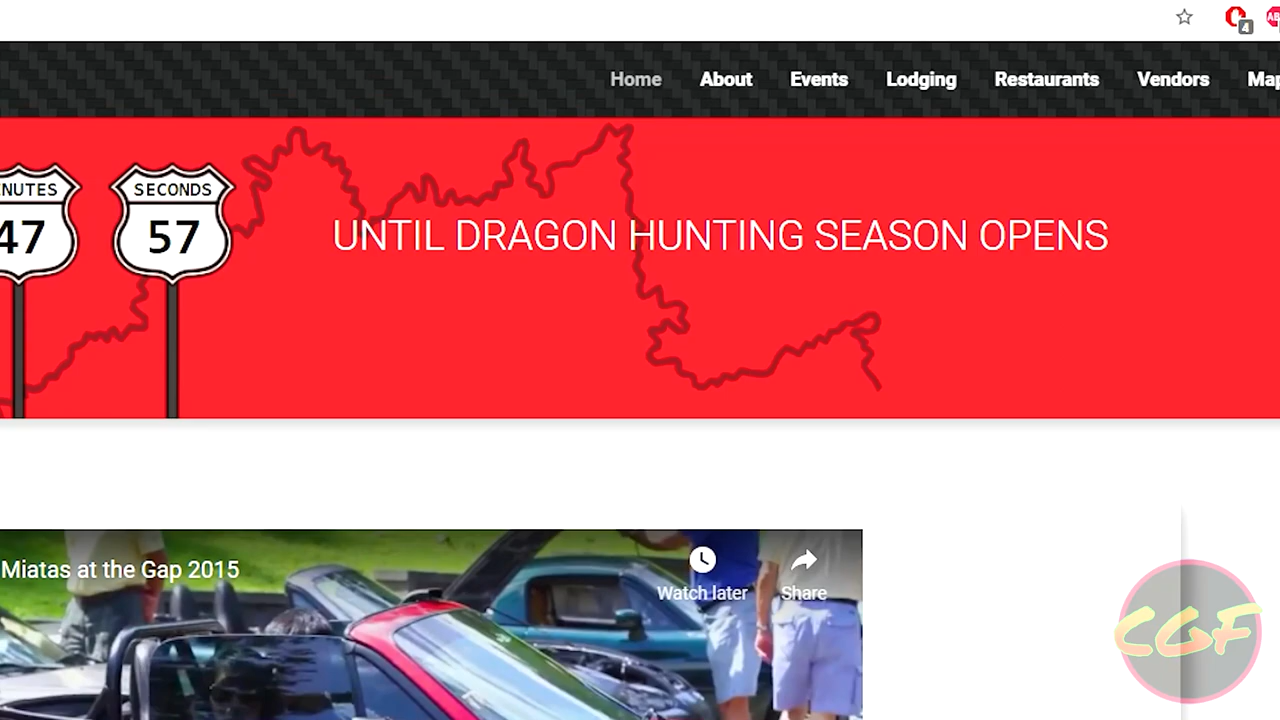 4
Home About Events Lodging Restaurants Vendors
SECONDS
47
57
UNTIL DRAGON HUNTING SEASON OPENS
Miatas at the Gap 2015
Watch later
Share
CGF